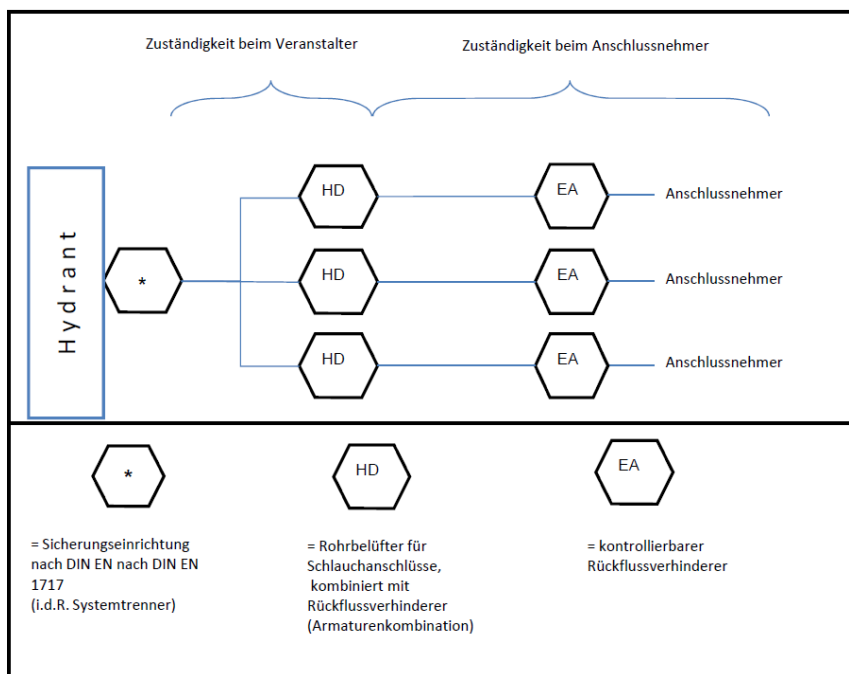 Zuständigkeit beim Veranstalter
Zuständigkeit beim Anschlussnehmer
Hydrant
*
HD
EA
Anschlussnehmer
HD
EA
Anschlussnehmer
HD
EA
Anschlussnehmer
*
= Sicherungseinrichtung
nach DIN EN nach DIN EN
1717
(i.d.R. Systemtrenner)
HD
= Rohrbelüfter für
Schlauchanschlüsse,
kombiniert mit
Rückflussverhinderer
(Armaturenkombination)
EA
= kontrollierbarer
Rückflussverhinderer